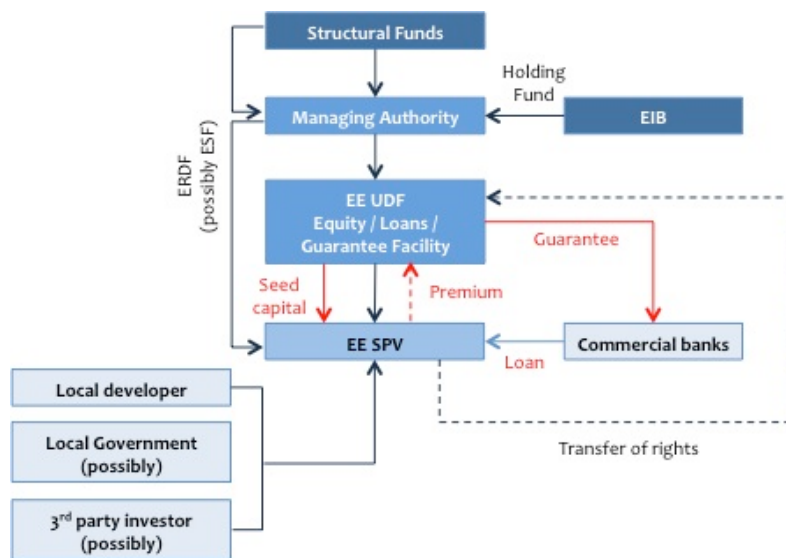 Structural Funds
Holding
Fund
Managing Authority
EIB
ERDF
(possibly ESF)
EE UDF
Equity / Loans /
Guarantee Facility
Guarantee
Seed
capital
Premium
EE SPV
Commercial banks
Loan
Local developer
Local Government
(possibly)
Transfer of rights
3rd party investor
(possibly)